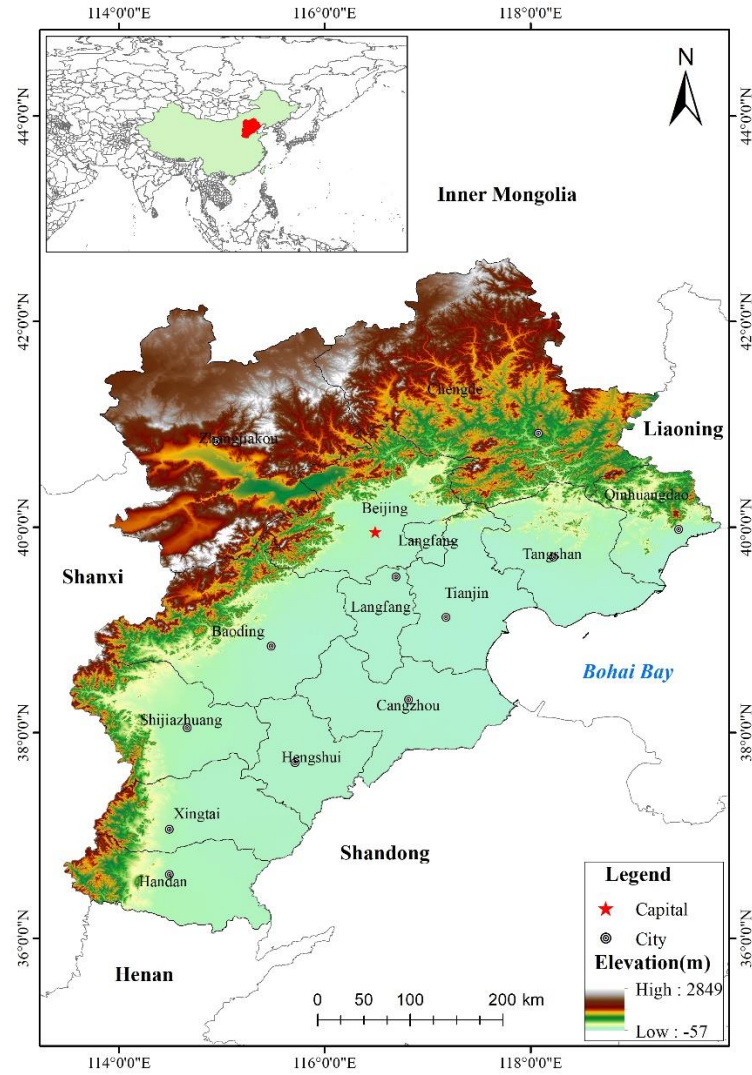 114°0'0"E
116°0'0"E
118°0'0"E
N
44°0'0"N
44°0'0"N
Inner Mongolia
42°0'0"N
42°0'0"N
Chengde
Zhangjiakou
Liaoning
Qinhuangdao
Beijing
40°0'0"N
40°0'0"N
Langfang
Tangshan
Shanxi
Langfang
Tianjin
Baoding
Bohai Bay
Cangzhou
Shijiazhuang
38°0'0"N
38°0'0"N
Hengshui
Xingtai
Shandong
Handan
Legend
Capital
City
36°0'0"N
36°0'0"N
Henan
Elevation(m)
High : 2849
Low : -57
0 50 100 200 km
114°0'0"E
116°0'0"E
118°0'0"E